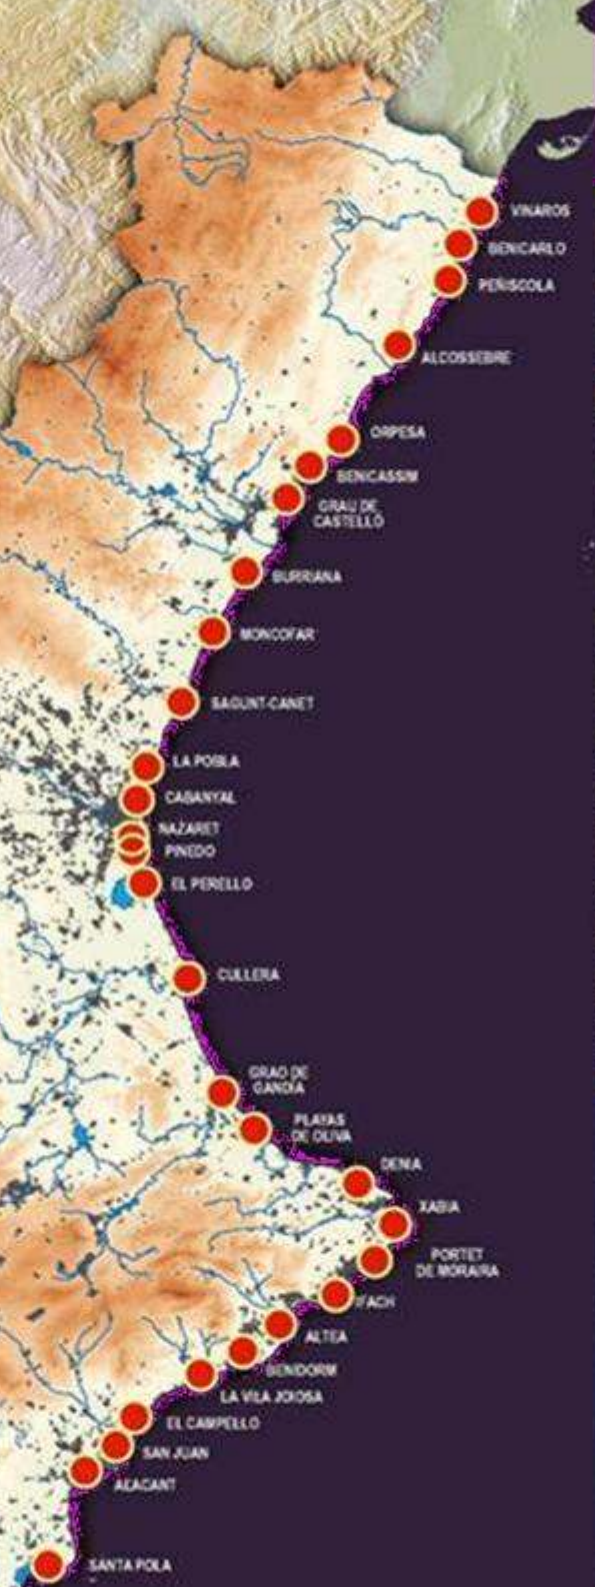 VINAROS
BENICARLO
PEÑISCOLA
ALCOSSEBRE
ORPESA
BENICASSIM
GRAU DE
CASTELLÓ
BURRIANA
MONCOFAR
SAGUNT-CANET
LA POBLA
CABANYAL
NAZARET
PINEDO
EL PERELLO
CULLERA
GRAO DE
GANDÍA
PLAYAS
DE OLIVA
DENIA
XABIA
PORTET
DE MORAIRA
IFACH
ALTEA
BENIDORM
LA VILA JOIOSA
EL CAMPELLO
SAN JUAN
ALACANT
SANTA POLA